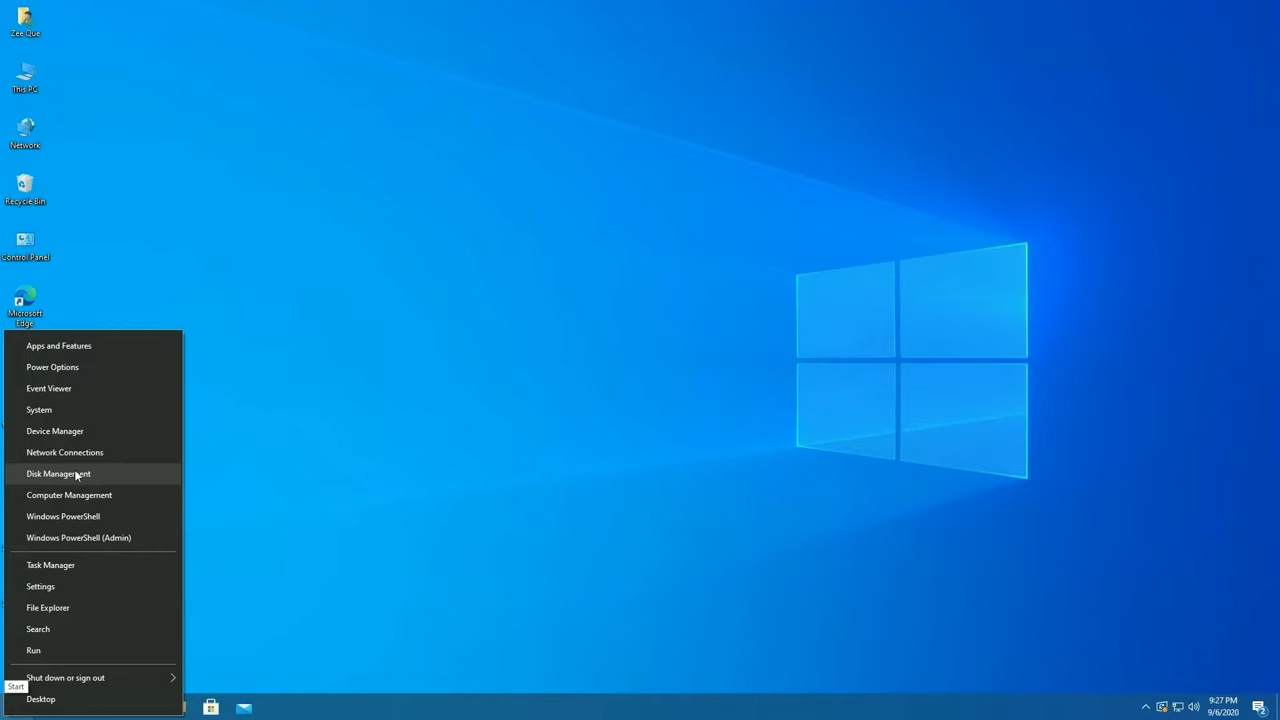 Zee Que
This PC
Network
Recycle Bin
Control Panel
Microsoft
Edge
Apps and Features
Power Options
Event Viewer
System
Device Manager
Network Connections
Disk Management
Computer Management
Windows PowerShell
Windows PowerShell (Admin)
Task Manager
Settings
File Explorer
Search
Run
Shut down or sign out
Start
Desktop
9:27 PM
9/6/2020
2